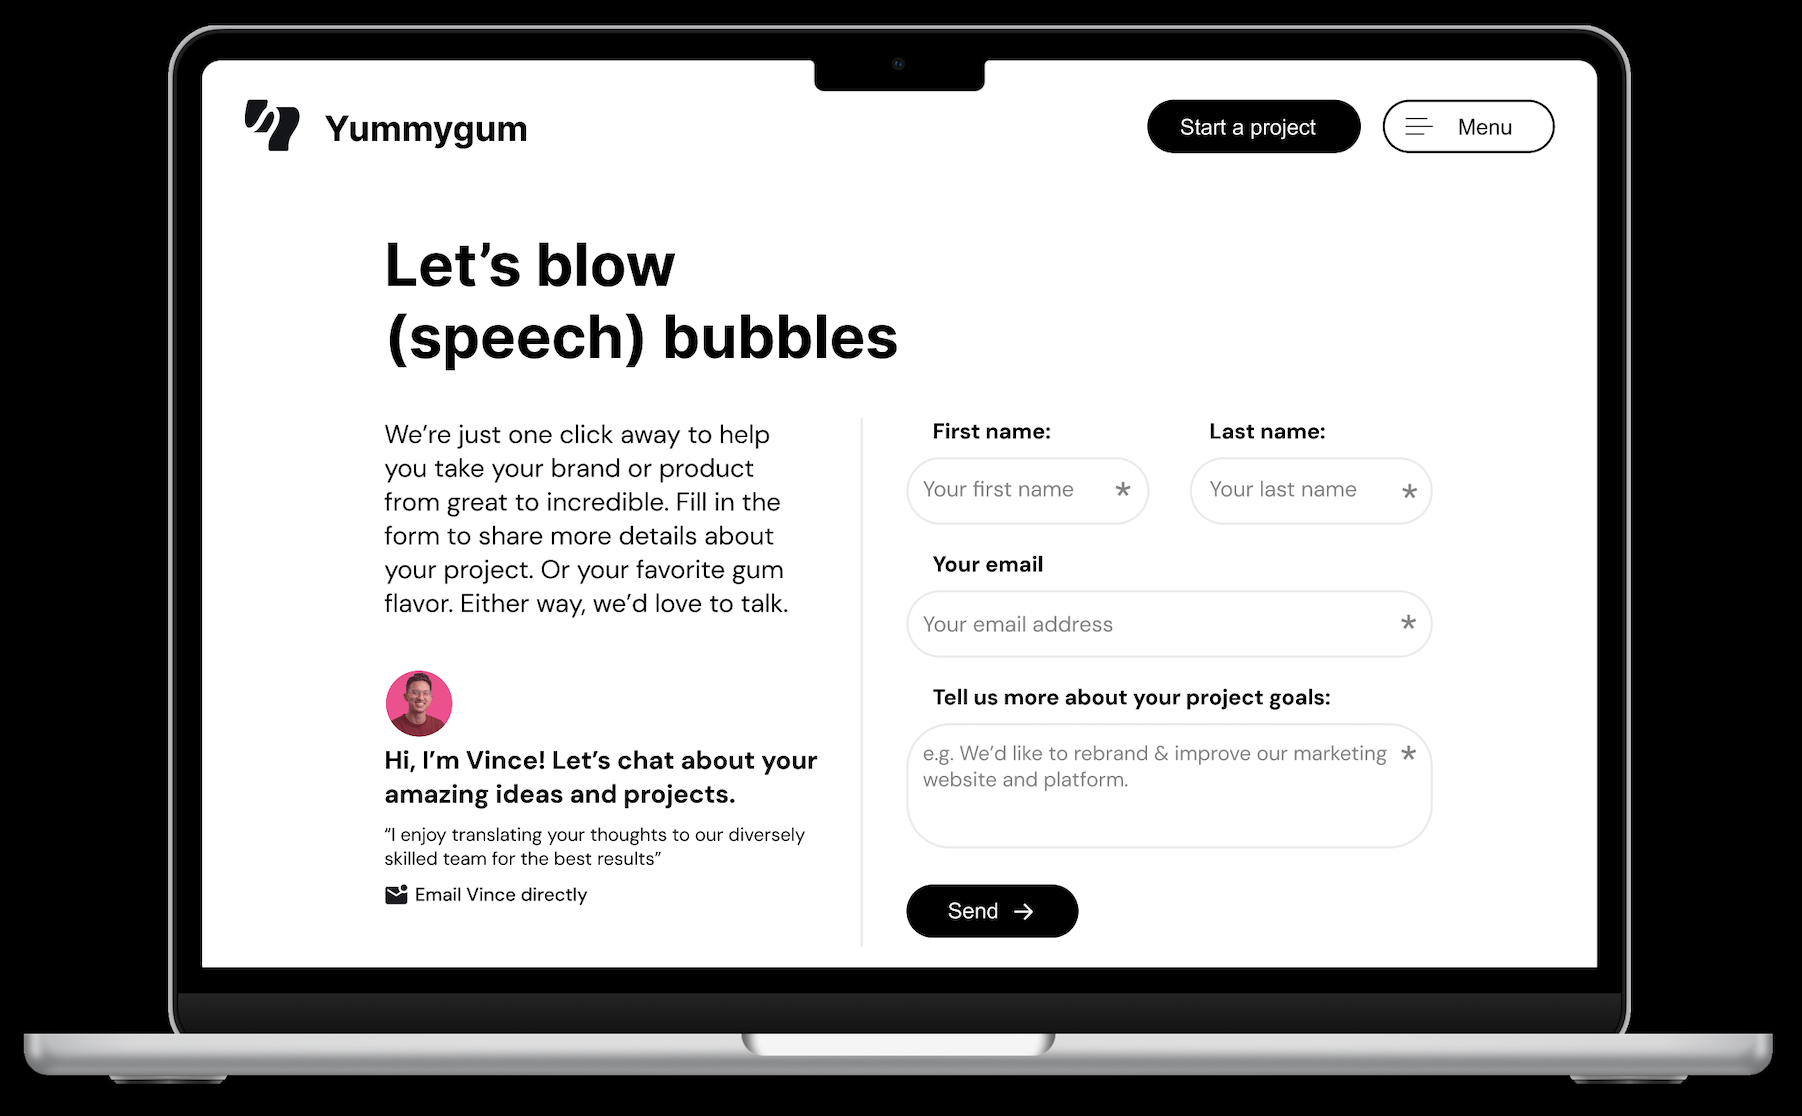 Yummygum
Start a project
Menu
Let’s blow
(speech) bubbles
We’re just one click away to help
you take your brand or product
from great to incredible. Fill in the
form to share more details about
your project. Or your favorite gum
flavor. Either way, we’d love to talk.
Hi, I’m Vince! Let’s chat about your
amazing ideas and projects.
“I enjoy translating your thoughts to our diversely
skilled team for the best results”
Email Vince directly
First name:
Last name:
Your first name *
Your last name *
Your email
Your email address *
Tell us more about your project goals:
e.g. We’d like to rebrand & improve our marketing *
website and platform.
Send →